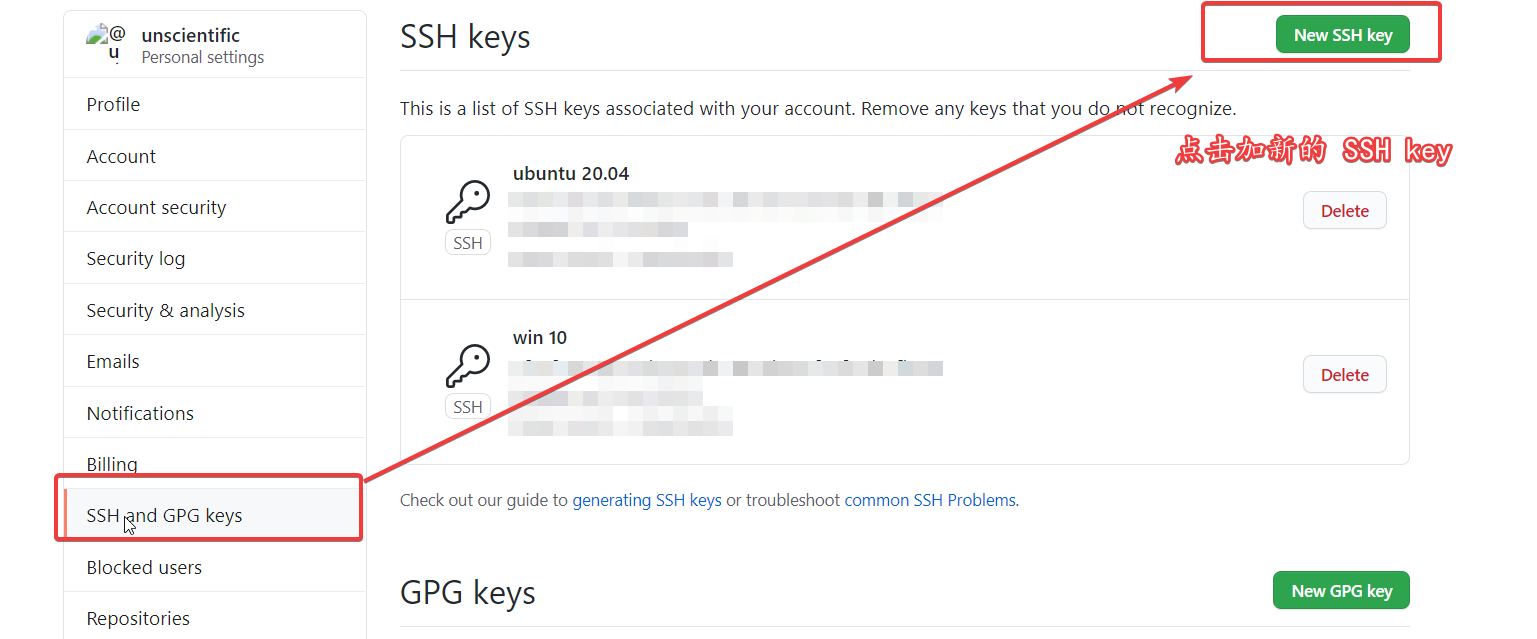 @
u
unscientific
Personal settings
Profile
Account
Account security
Security log
Security & analysis
Emails
Notifications
Billing
SSH and GPG keys
Blocked users
Repositories
SSH keys
New SSH key
This is a list of SSH keys associated with your account. Remove any keys that you do not recognize.
点击加新的 SSH key
ubuntu 20.04
SSH
Delete
win 10
SSH
Delete
Check out our guide to generating SSH keys or troubleshoot common SSH Problems.
GPG keys
New GPG key